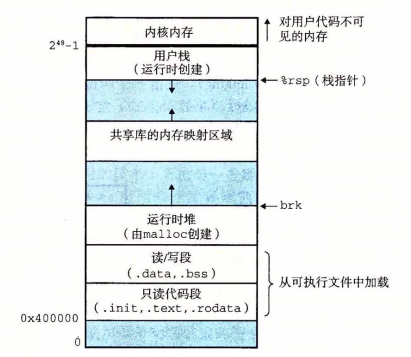 内核内存
对用户代码不可
见的内存
2⁴⁸-1
用户栈
(运行时创建)
%rsp(栈指针)
共享库的内存映射区域
brk
运行时堆
(由malloc创建)
读/写段
(.data,.bss)
从可执行文件中加载
只读代码段
(.init,.text,.rodata)
0x400000
0